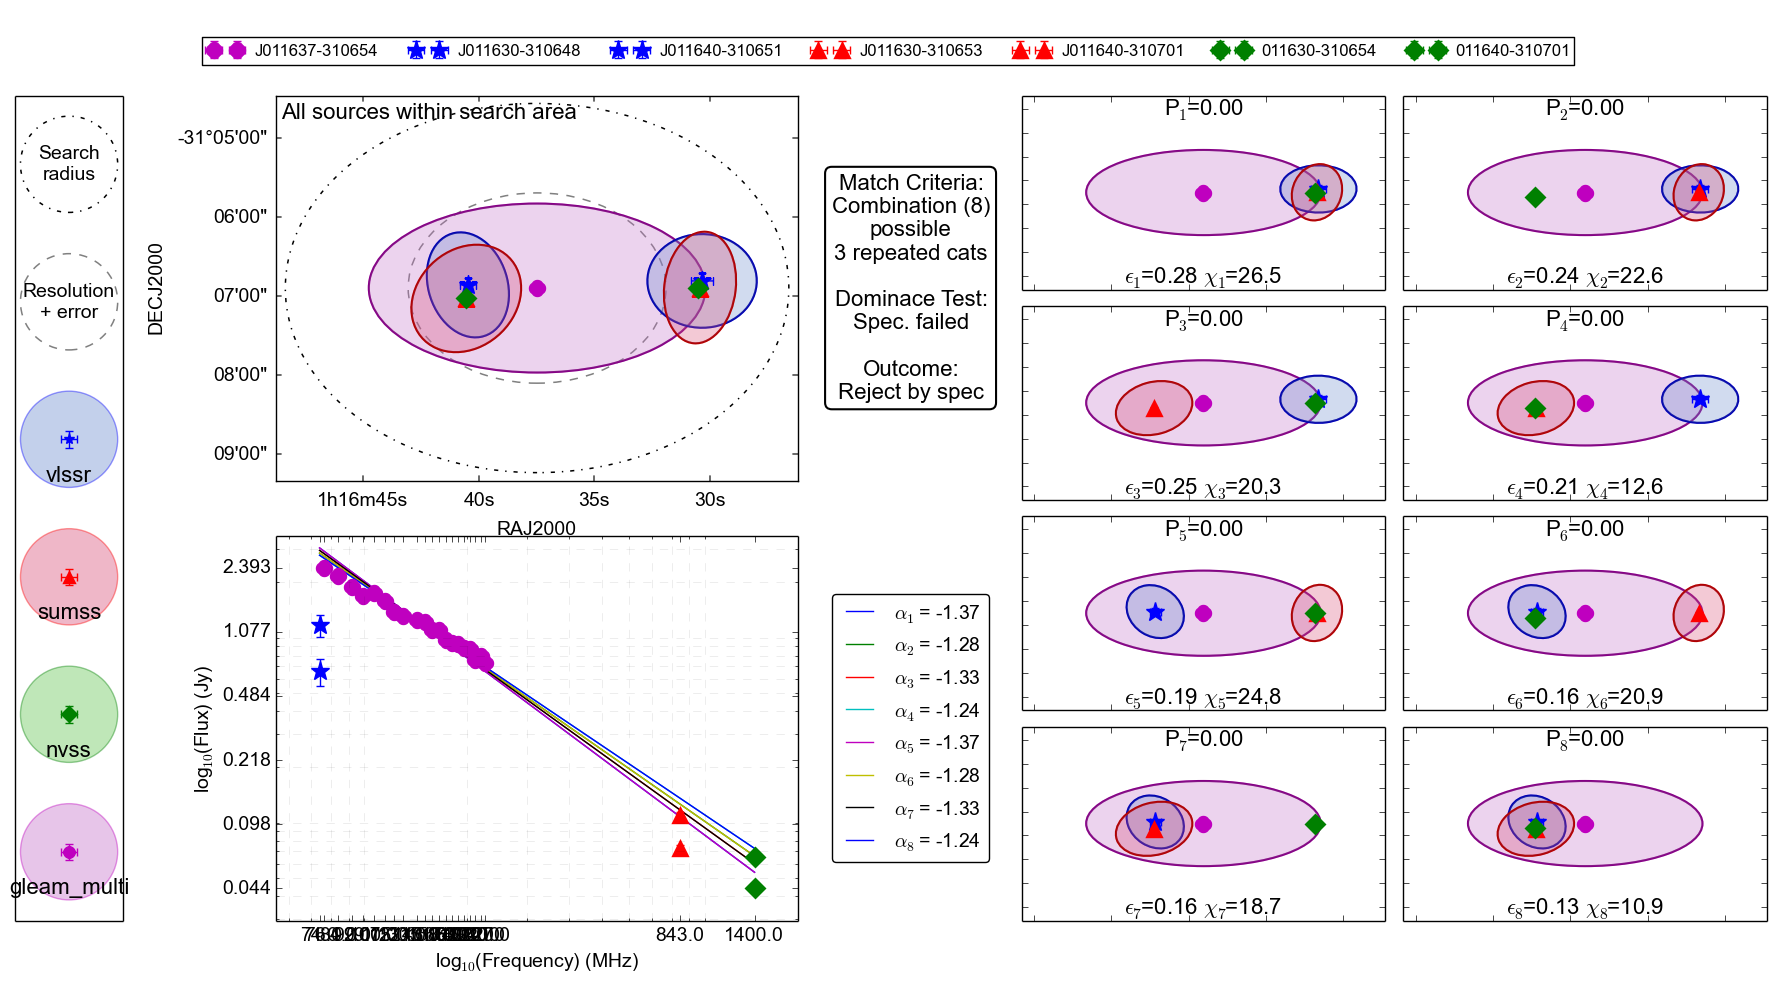 J011637-310654 J011630-310648 J011640-310651 J011630-310653 J011640-310701 011630-310654 011640-310701
Search
radius
Resolution
+ error
vlssr
sumss
nvss
gleam_multi
All sources within search area
DECJ2000
-31°05'00"
06'00"
07'00"
08'00"
09'00"
1h16m45s 40s 35s 30s
RAJ2000
Match Criteria:
Combination (8)
possible
3 repeated cats
Dominace Test:
Spec. failed
Outcome:
Reject by spec
log10(Flux) (Jy)
2.393
1.077
0.484
0.218
0.098
0.044
843.0 1400.0
log10(Frequency) (MHz)
α1 = -1.37
α2 = -1.28
α3 = -1.33
α4 = -1.24
α5 = -1.37
α6 = -1.28
α7 = -1.33
α8 = -1.24
P1=0.00
ϵ1=0.28 χ1=26.5
P2=0.00
ϵ2=0.24 χ2=22.6
P3=0.00
ϵ3=0.25 χ3=20.3
P4=0.00
ϵ4=0.21 χ4=12.6
P5=0.00
ϵ5=0.19 χ5=24.8
P6=0.00
ϵ6=0.16 χ6=20.9
P7=0.00
ϵ7=0.16 χ7=18.7
P8=0.00
ϵ8=0.13 χ8=10.9